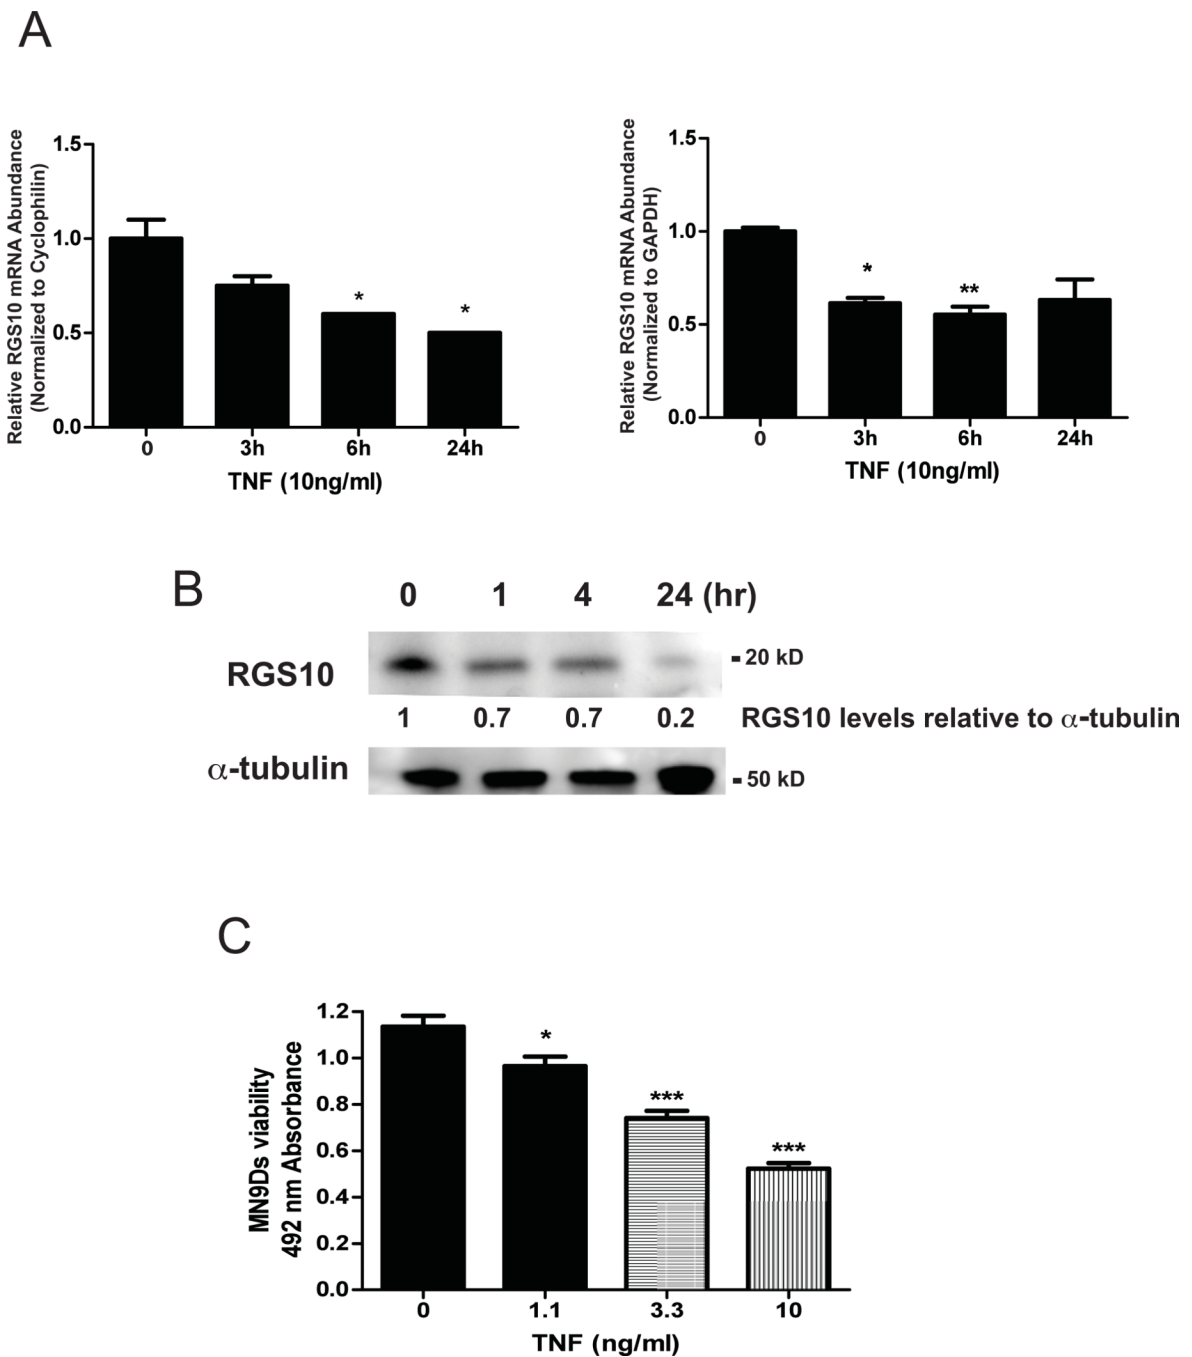 A
Relative RGS10 mRNA Abundance
(Normalized to Cyclophilin)
1.5
1.0
0.5
0.0
*
*
0 3h 6h 24h
TNF (10ng/ml)
Relative RGS10 mRNA Abundance
(Normalized to GAPDH)
1.5
1.0
0.5
0.0
*
**
0 3h 6h 24h
TNF (10ng/ml)
B
0 1 4 24 (hr)
RGS10
- 20 kD
1 0.7 0.7 0.2 RGS10 levels relative to α-tubulin
α-tubulin
- 50 kD
C
MN9Ds viability
492 nm Absorbance
1.2
1.0
0.8
0.6
0.4
0.2
0.0
*
***
***
0 1.1 3.3 10
TNF (ng/ml)